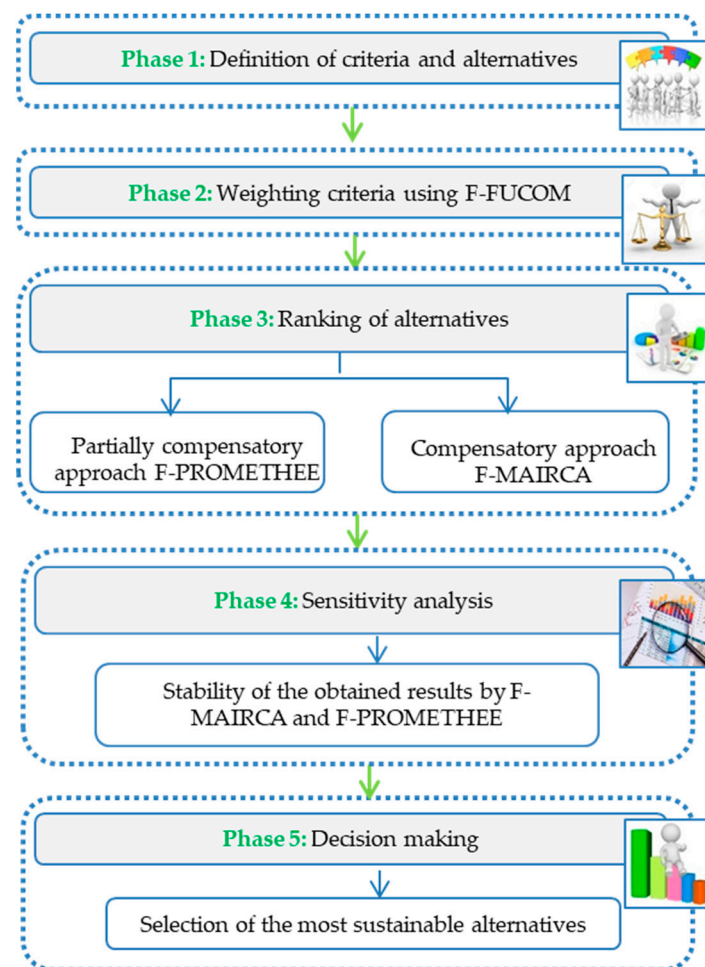 Phase 1: Definition of criteria and alternatives
Phase 2: Weighting criteria using F-FUCOM
Phase 3: Ranking of alternatives
Partially compensatory
approach F-PROMETHEE
Compensatory approach
F-MAIRCA
Phase 4: Sensitivity analysis
Stability of the obtained results by F-
MAIRCA and F-PROMETHEE
Phase 5: Decision making
Selection of the most sustainable alternatives